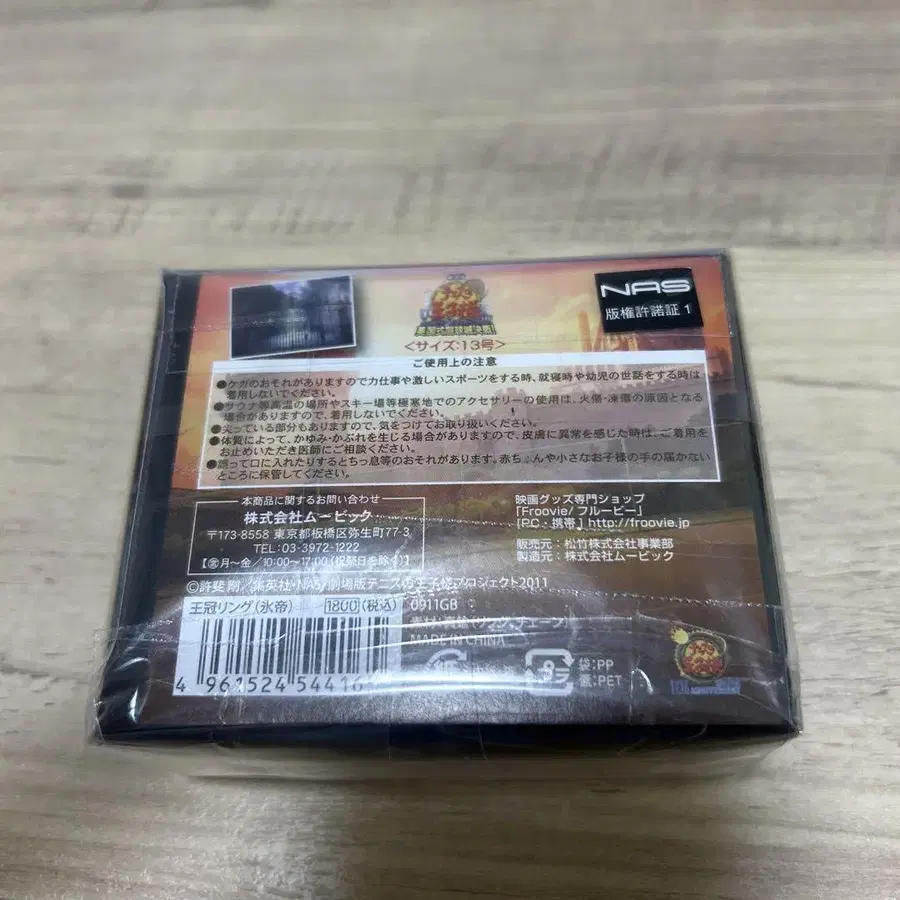 NAS
版権許諾証 1
<サイズ:13号>
ご使用上の注意
●ケガのおそれがありますので力仕事や激しいスポーツをする時、就寝時や幼児の世話をする時は
着用しないでください。
●サウナ等高温の場所やスキー場等極寒地でのアクセサリーの使用は、火傷・凍傷の原因となる
場合がありますので、着用しないでください。
●尖っている部分もありますので、気をつけてお取り扱いください。
●体質によって、かゆみ・かぶれを生じる場合がありますので、皮膚に異常を感じた時は、ご着用を
お止めいただき医師にご相談ください。
●誤って口に入れたりするとちっ息等のおそれがあります。赤ち んや小さなお子様の手の届かない
ところに保管してください。
本商品に関するお問い合わせ
株式会社ムービック
〒173-8558 東京都板橋区弥生町77-3
TEL:03-3972-1222
【営月〜金/10:00〜17:00(祝祭日を除く)】
映画グッズ専門ショップ
「Froovie/ フルービー」
[PC・携帯] http://froovie.jp
販売元:松竹株式会社事業部
製造元:株式会社ムービック
©許斐 剛/集英社・NAS・劇場版テニスの王子様プロジェクト2011
王冠リング(氷帝) 1800(税込)
0911GB
MADE IN CHINA
4 961524 54416
紙
プラ
袋:PP
蓋:PET